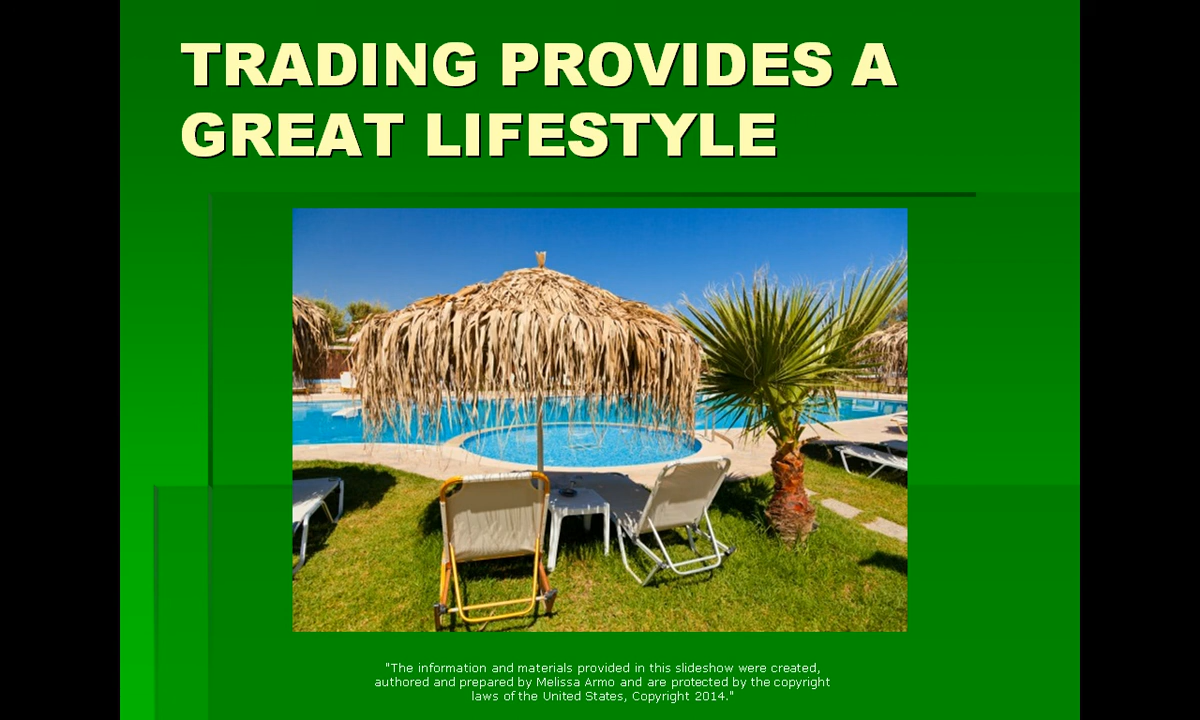 TRADING PROVIDES A
GREAT LIFESTYLE
"The information and materials provided in this slideshow were created,
authored and prepared by Melissa Armo and are protected by the copyright
laws of the United States, Copyright 2014."